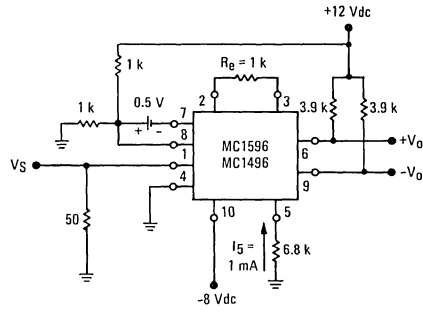 +12 Vdc
1 k
Re = 1 k
3.9 k
3.9 k
1 k
0.5 V
+ -
7
2
3
8
MC1596
MC1496
+Vo
6
VS
1
4
9
-Vo
50
10
5
I5 =
1 mA
6.8 k
-8 Vdc